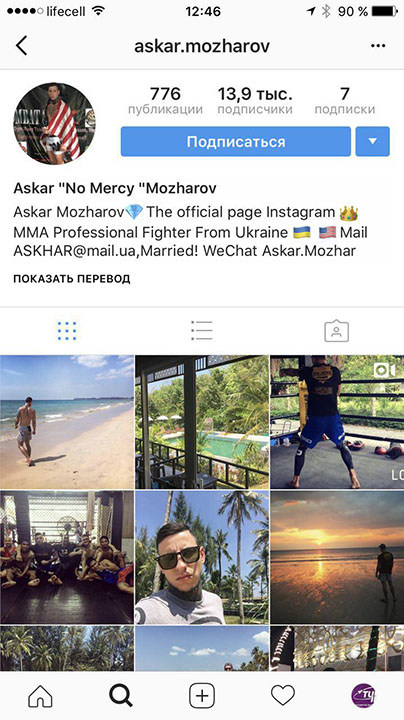 lifecell 12:46 90 %
askar.mozharov
776 13,9 тыс. 7
публикации подписчики подписки
Подписаться
Askar "No Mercy "Mozharov
Askar Mozharov💎The official page Instagram 👑
MMA Professional Fighter From Ukraine 🇺🇦 🇺🇸 Mail
ASKHAR@mail.ua,Married! WeChat Askar.Mozhar
ПОКАЗАТЬ ПЕРЕВОД